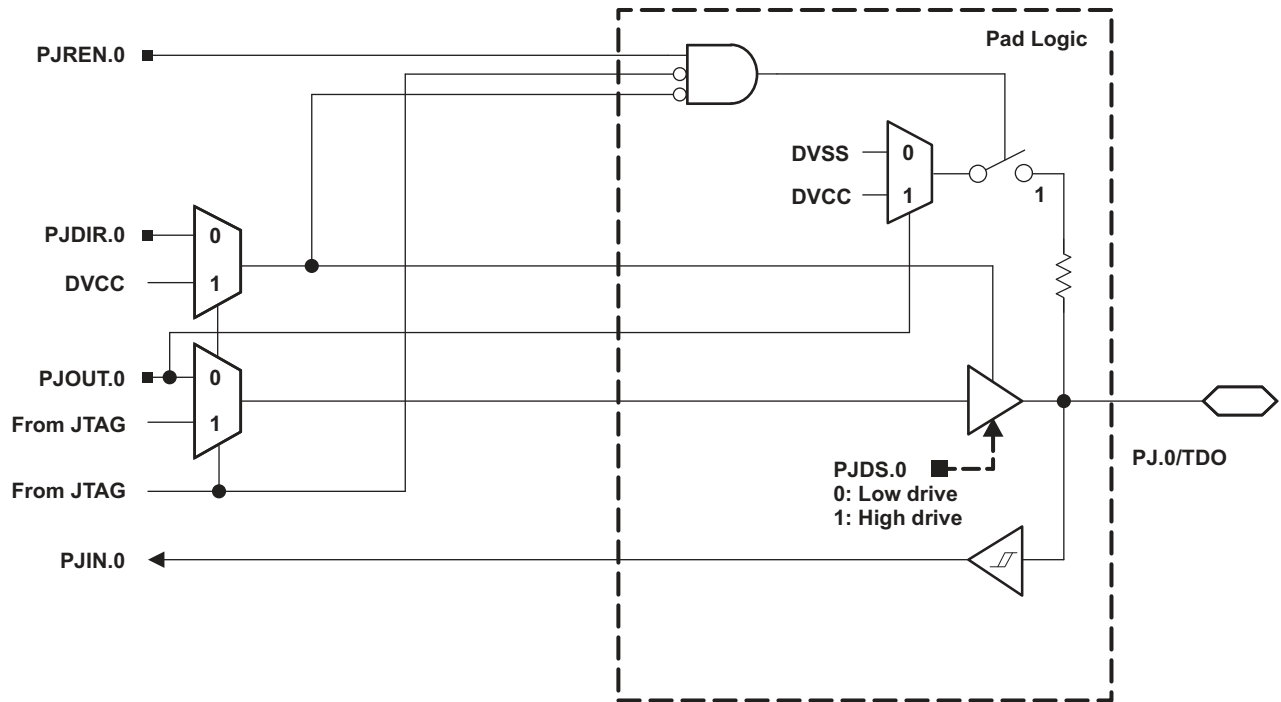 Pad Logic
PJREN.0
DVSS
0
DVCC
1
1
PJDIR.0
0
DVCC
1
PJOUT.0
0
From JTAG
1
PJDS.0
0: Low drive
1: High drive
PJ.0/TDO
From JTAG
PJIN.0